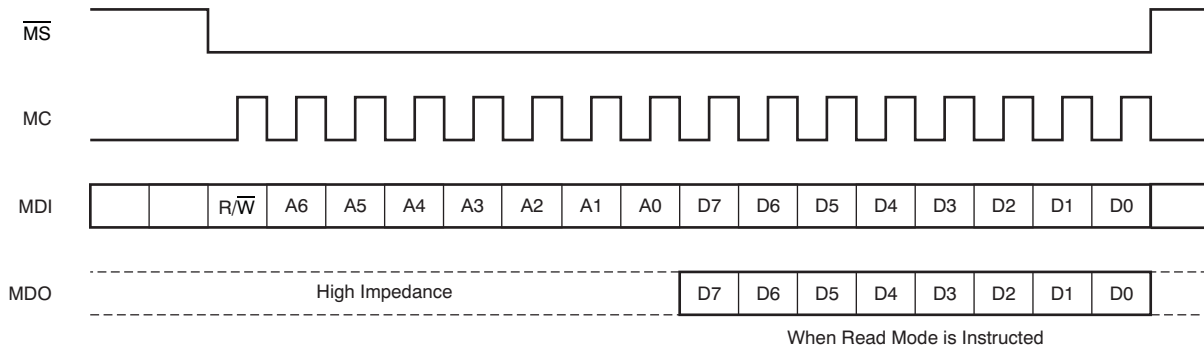 M̅S̅
MC
MDI R/W̅ A6 A5 A4 A3 A2 A1 A0 D7 D6 D5 D4 D3 D2 D1 D0
MDO High Impedance D7 D6 D5 D4 D3 D2 D1 D0
When Read Mode is Instructed